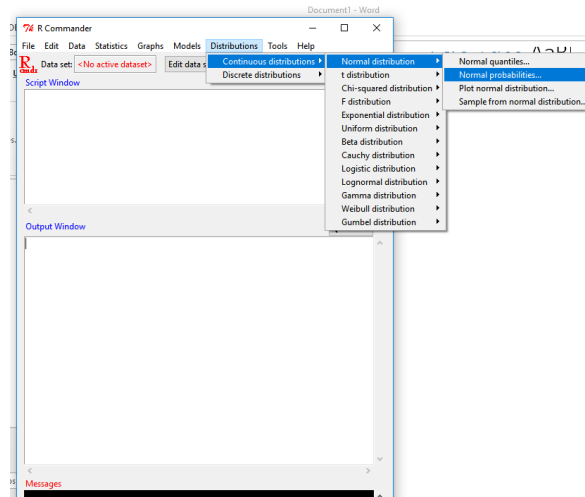 Document1 - Word
R Commander
File Edit Data Statistics Graphs Models Distributions Tools Help
R cmdr Data set: <No active dataset> Edit data s
Continuous distributions
Discrete distributions
Normal distribution
t distribution
Chi-squared distribution
F distribution
Exponential distribution
Uniform distribution
Beta distribution
Cauchy distribution
Logistic distribution
Lognormal distribution
Gamma distribution
Weibull distribution
Gumbel distribution
Normal quantiles...
Normal probabilities...
Plot normal distribution...
Sample from normal distribution...
Script Window
Output Window
Messages